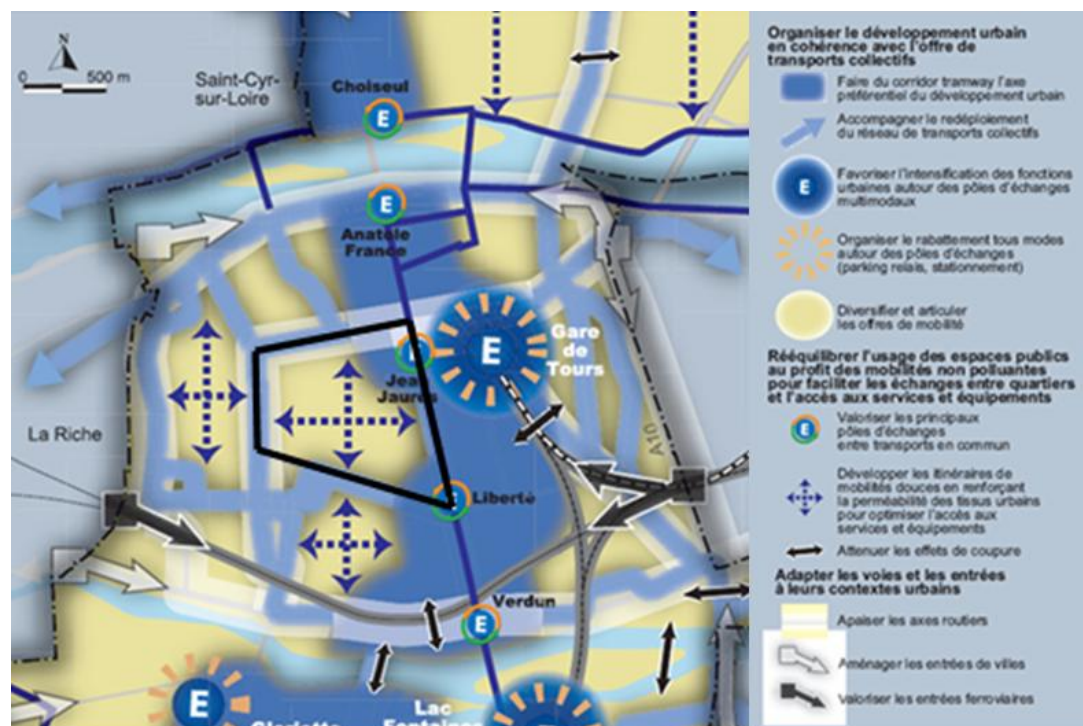 N
0
500 m
Saint-Cyr-
sur-Loire
Choiseul
E
E
Anatole
France
E
Gare
de
Tours
E
Jean
Jaurès
La Riche
A10
E
Liberté
Verdun
E
E
Lac
Organiser le développement urbain
en cohérence avec l'offre de
transports collectifs
Faire du corridor tramway l'axe
préférentiel du développement urbain
Accompagner le redéploiement
du réseau de transports collectifs
E
Favoriser l'intensification des fonctions
urbaines autour des pôles d'échanges
multimodaux
Organiser le rabattement tous modes
autour des pôles d'échanges
(parking relais, stationnement)
Diversifier et articuler
les offres de mobilité
Rééquilibrer l'usage des espaces publics
au profit des mobilités non polluantes
pour faciliter les échanges entre quartiers
et l'accès aux services et équipements
E
Valoriser les principaux
pôles d'échanges
entre transports en commun
Développer les itinéraires de
mobilités douces en renforçant
la perméabilité des tissus urbains
pour optimiser l'accès aux
services et équipements
Attenuer les effets de coupure
Adapter les voies et les entrées
à leurs contextes urbains
Apaiser les axes routiers
Aménager les entrées de villes
Valoriser les entrées ferroviaires